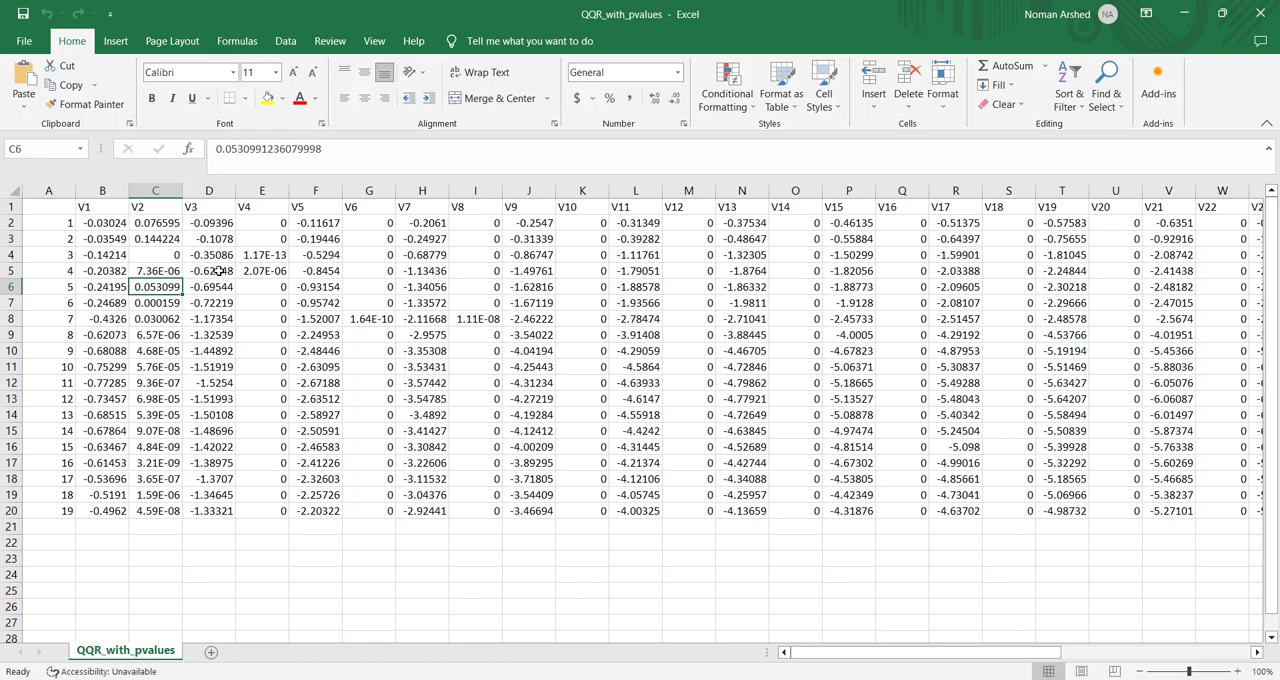 QQR_with_pvalues - Excel
Noman Arshed NA
File Home Insert Page Layout Formulas Data Review View Help Tell me what you want to do
Paste Cut Copy Format Painter Clipboard
Calibri 11 B I U A Font
Wrap Text Merge & Center Alignment
General $ % , Number
Conditional Formatting Format as Table Cell Styles Styles
Insert Delete Format Cells
AutoSum Fill Clear Sort & Filter Find & Select Editing
Add-ins Add-ins
C6 fx 0.0530991236079998
A B C D E F G H I J K L M N O P Q R S T U V W
1 V1 V2 V3 V4 V5 V6 V7 V8 V9 V10 V11 V12 V13 V14 V15 V16 V17 V18 V19 V20 V21 V22
2 1 -0.03024 0.076595 -0.09396 0 -0.11617 0 -0.2061 0 -0.2547 0 -0.31349 0 -0.37534 0 -0.46135 0 -0.51375 0 -0.57583 0 -0.6351 0
3 2 -0.03549 0.144224 -0.1078 0 -0.19446 0 -0.24927 0 -0.31339 0 -0.39282 0 -0.48647 0 -0.55884 0 -0.64397 0 -0.75655 0 -0.92916 0
4 3 -0.14214 0 -0.35086 1.17E-13 -0.5294 0 -0.68779 0 -0.86747 0 -1.11761 0 -1.32305 0 -1.50945 0 -1.59901 0 -1.81045 0 -2.08742 0
5 4 -0.20382 7.36E-06 2.07E-06 -0.8454 0 -1.13436 0 -1.49761 0 -1.79051 0 -1.8764 0 -1.82056 0 -2.03388 0 -2.24844 0 -2.41438 0
6 5 -0.24195 0.053099 -0.69544 0 -0.93154 0 -1.34056 0 -1.62816 0 -1.88578 0 -1.86332 0 -1.88773 0 -2.09605 0 -2.30218 0 -2.48182 0
7 6 -0.24689 0.000159 -0.72219 0 -0.95742 0 -1.33572 0 -1.67119 0 -1.93566 0 -1.9811 0 -1.9128 0 -2.08107 0 -2.29666 0 -2.47015 0
8 7 -0.4326 0.030062 -1.17354 0 -1.52007 1.64E-10 -2.11668 1.11E-08 -2.46222 0 -2.78474 0 -2.71041 0 -2.45733 0 -2.51457 0 -2.48578 0 -2.5674 0
9 8 -0.62073 6.57E-06 -1.32539 0 -2.24953 0 -2.9575 0 -3.54022 0 -3.91408 0 -3.88445 0 -4.0005 0 -4.29192 0 -4.53766 0 -4.01951 0
10 9 -0.68088 4.68E-05 -1.44892 0 -2.48446 0 -3.35308 0 -4.04194 0 -4.29059 0 -4.46705 0 -4.67823 0 -4.87953 0 -5.19194 0 -5.45366 0
11 10 -0.75299 5.76E-05 -1.51919 0 -2.63095 0 -3.53431 0 -4.25443 0 -4.5864 0 -4.72846 0 -5.06371 0 -5.30837 0 -5.51469 0 -5.88036 0
12 11 -0.77285 9.36E-07 -1.5254 0 -2.67188 0 -3.57442 0 -4.31234 0 -4.63933 0 -4.79862 0 -5.18665 0 -5.49288 0 -5.63427 0 -6.05076 0
13 12 -0.73457 6.98E-05 -1.51993 0 -2.63512 0 -3.54785 0 -4.27219 0 -4.6147 0 -4.77921 0 -5.13527 0 -5.48043 0 -5.64207 0 -6.06087 0
14 13 -0.68515 5.39E-05 -1.50108 0 -2.58927 0 -3.4892 0 -4.19284 0 -4.55918 0 -4.72649 0 -5.08878 0 -5.40342 0 -5.58494 0 -6.01497 0
15 14 -0.67864 9.07E-08 -1.48696 0 -2.50591 0 -3.41427 0 -4.12412 0 -4.4242 0 -4.63845 0 -4.97474 0 -5.24504 0 -5.50839 0 -5.87374 0
16 15 -0.63467 4.84E-09 -1.42022 0 -2.46583 0 -3.30842 0 -4.00209 0 -4.31445 0 -4.52689 0 -4.81514 0 -5.098 0 -5.39928 0 -5.76338 0
17 16 -0.61453 3.21E-09 -1.38975 0 -2.41226 0 -3.22606 0 -3.89295 0 -4.21374 0 -4.42744 0 -4.67302 0 -4.99016 0 -5.32292 0 -5.60269 0
18 17 -0.53696 3.65E-07 -1.3707 0 -2.32603 0 -3.11532 0 -3.71805 0 -4.12106 0 -4.34088 0 -4.53805 0 -4.85661 0 -5.18565 0 -5.46685 0
19 18 -0.5191 1.59E-06 -1.34645 0 -2.25726 0 -3.04376 0 -3.54409 0 -4.05745 0 -4.25957 0 -4.42349 0 -4.73041 0 -5.06966 0 -5.38237 0
20 19 -0.4962 4.59E-08 -1.33321 0 -2.20322 0 -2.92441 0 -3.46694 0 -4.00325 0 -4.13659 0 -4.31876 0 -4.63702 0 -4.98732 0 -5.27101 0
21
22
23
24
25
26
27
28
QQR_with_pvalues
Ready Accessibility: Unavailable 100%